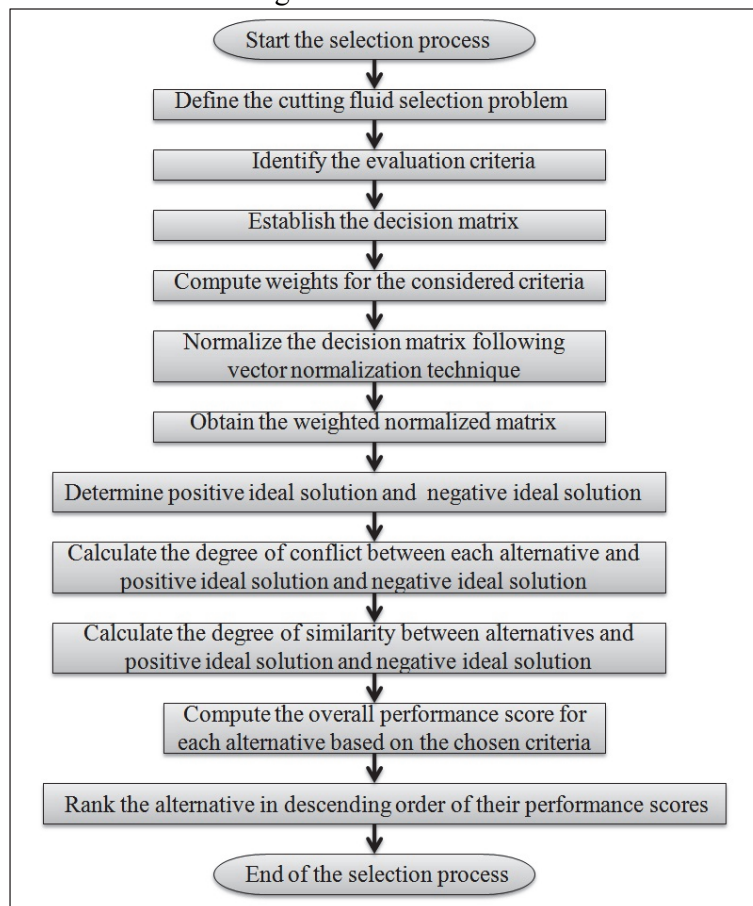 Start the selection process
Define the cutting fluid selection problem
Identify the evaluation criteria
Establish the decision matrix
Compute weights for the considered criteria
Normalize the decision matrix following
vector normalization technique
Obtain the weighted normalized matrix
Determine positive ideal solution and negative ideal solution
Calculate the degree of conflict between each alternative and
positive ideal solution and negative ideal solution
Calculate the degree of similarity between alternatives and
positive ideal solution and negative ideal solution
Compute the overall performance score for
each alternative based on the chosen criteria
Rank the alternative in descending order of their performance scores
End of the selection process